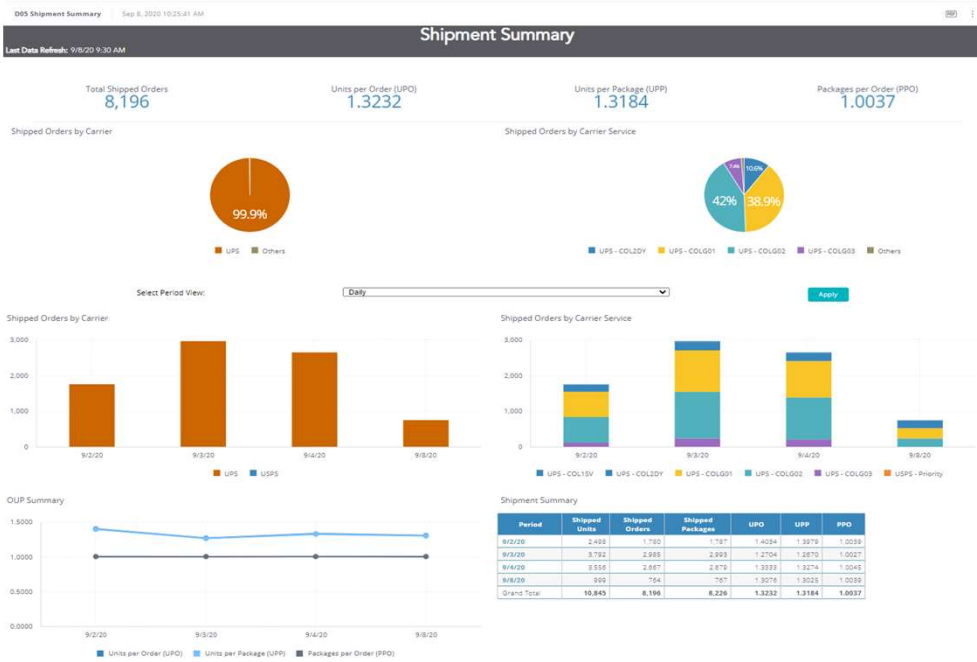 D05 Shipment Summary Sep 8, 2020 10:25:41 AM
PDF
Shipment Summary
Last Data Refresh: 9/8/20 9:30 AM
Total Shipped Orders
8,196
Units per Order (UPO)
1.3232
Units per Package (UPP)
1.3184
Packages per Order (PPO)
1.0037
Shipped Orders by Carrier
99.9%
UPS Others
Shipped Orders by Carrier Service
7.4% 10.6%
42% 38.9%
UPS - COL2DY UPS - COLG01 UPS - COLG02 UPS - COLG03 Others
Select Period View: Daily Apply
Shipped Orders by Carrier
3,000
2,000
1,000
0
9/2/20 9/3/20 9/4/20 9/8/20
UPS USPS
Shipped Orders by Carrier Service
3,000
2,000
1,000
0
9/2/20 9/3/20 9/4/20 9/8/20
UPS - COL1SV UPS - COL2DY UPS - COLG01 UPS - COLG02 UPS - COLG03 USPS - Priority
OUP Summary
1.5000
1.0000
0.5000
0.0000
9/2/20 9/3/20 9/4/20 9/8/20
Units per Order (UPO) Units per Package (UPP) Packages per Order (PPO)
Shipment Summary
Period Shipped Units Shipped Orders Shipped Packages UPO UPP PPO
9/2/20 2,498 1,780 1,787 1.4034 1.3979 1.0039
9/3/20 3,792 2,985 2,993 1.2704 1.2670 1.0027
9/4/20 3,556 2,667 2,679 1.3333 1.3274 1.0045
9/8/20 999 764 767 1.3076 1.3025 1.0039
Grand Total 10,845 8,196 8,226 1.3232 1.3184 1.0037